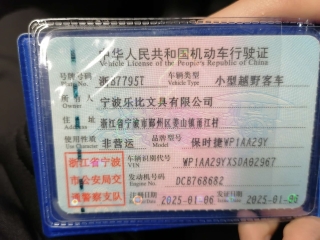 中华人民共和国机动车行驶证
Vehicle License of the People's Republic of China
号牌号码 浙B7795T 车辆类型 小型越野客车
Vehicle Type
所有人 宁波乐比文具有限公司
Owner
住址 浙江省宁波市鄞州区姜山镇甬江村
Address
使用性质 非营运 品牌型号 保时捷WP1AA29Y
Use Character Model
浙江省宁波
市公安局交
通警察支队
车辆识别代号 WP1AA29YXSDA02967
VIN
发动机号码 DCB768682
Engine No.
注册日期 2025-01-06 发证日期 2025-01-06